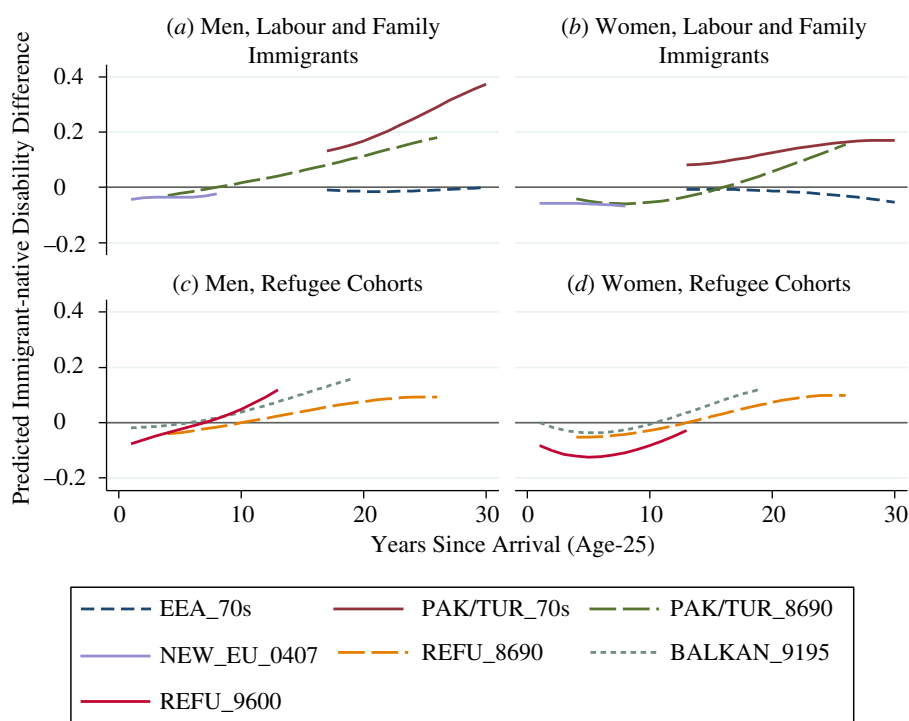 (a) Men, Labour and Family
Immigrants
(b) Women, Labour and Family
Immigrants
Predicted Immigrant-native Disability Difference
0.4
0.2
0
–0.2
(c) Men, Refugee Cohorts
(d) Women, Refugee Cohorts
0.4
0.2
0
–0.2
0 10 20 30 0 10 20 30
Years Since Arrival (Age-25)
EEA_70s PAK/TUR_70s PAK/TUR_8690
NEW_EU_0407 REFU_8690 BALKAN_9195
REFU_9600